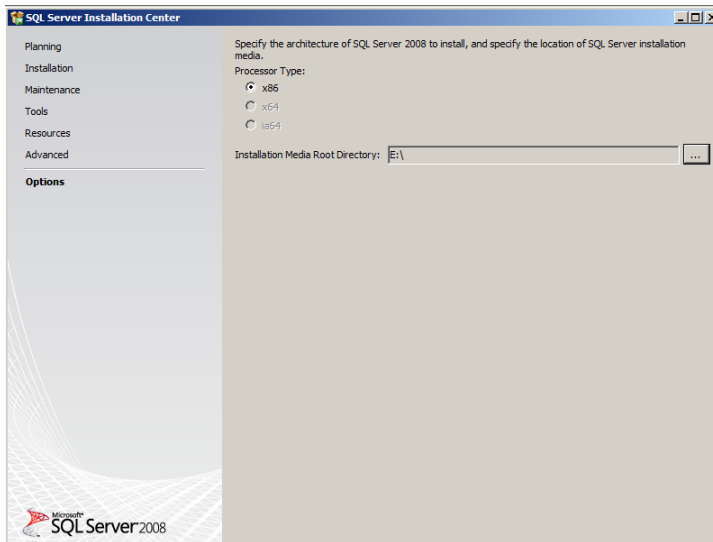 SQL Server Installation Center
Planning
Installation
Maintenance
Tools
Resources
Advanced
Options
Specify the architecture of SQL Server 2008 to install, and specify the location of SQL Server installation
media.
Processor Type:
x86
x64
ia64
Installation Media Root Directory: E:\ ...
Microsoft
SQL Server 2008